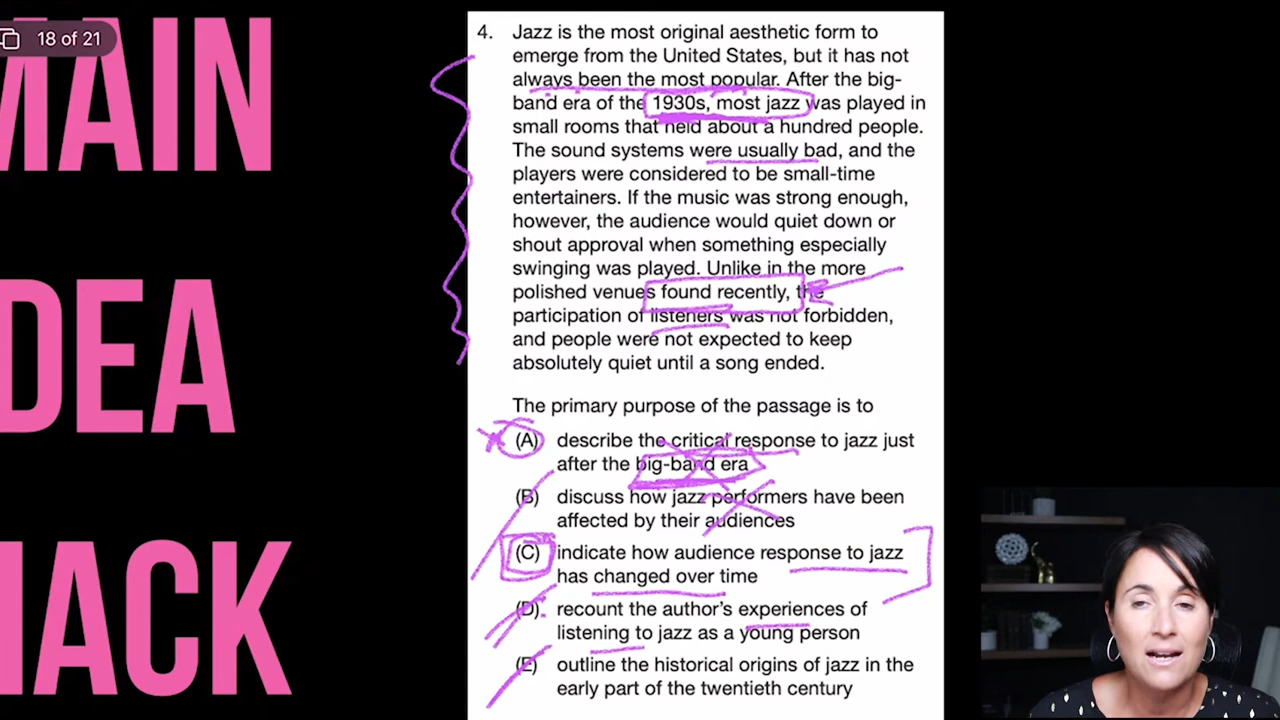 18 of 21
MAIN
IDEA
HACK
4. Jazz is the most original aesthetic form to
emerge from the United States, but it has not
always been the most popular. After the big-
band era of the 1930s, most jazz was played in
small rooms that held about a hundred people.
The sound systems were usually bad, and the
players were considered to be small-time
entertainers. If the music was strong enough,
however, the audience would quiet down or
shout approval when something especially
swinging was played. Unlike in the more
polished venues found recently, the
participation of listeners was not forbidden,
and people were not expected to keep
absolutely quiet until a song ended.
The primary purpose of the passage is to
(A) describe the critical response to jazz just
after the big-band era
(B) discuss how jazz performers have been
affected by their audiences
(C) indicate how audience response to jazz
has changed over time
(D) recount the author's experiences of
listening to jazz as a young person
(E) outline the historical origins of jazz in the
early part of the twentieth century